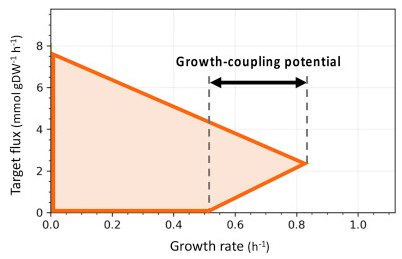 Growth-coupling potential
Target flux (mmol gDW⁻¹ h⁻¹)
8
6
4
2
0
0.0 0.2 0.4 0.6 0.8 1.0
Growth rate (h⁻¹)